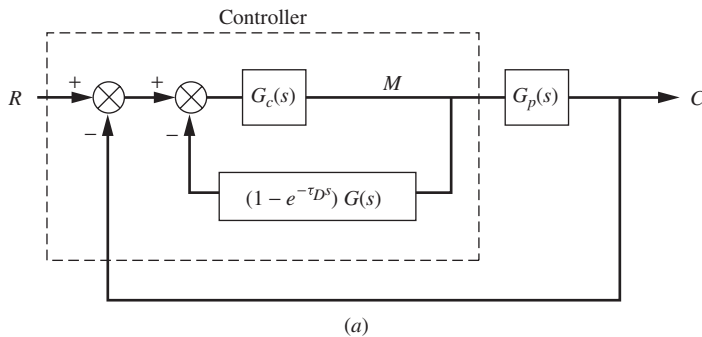 Controller
R
+
−
+
−
G_c(s)
M
G_p(s)
C
(1 − e^{−τ_D s}) G(s)
(a)